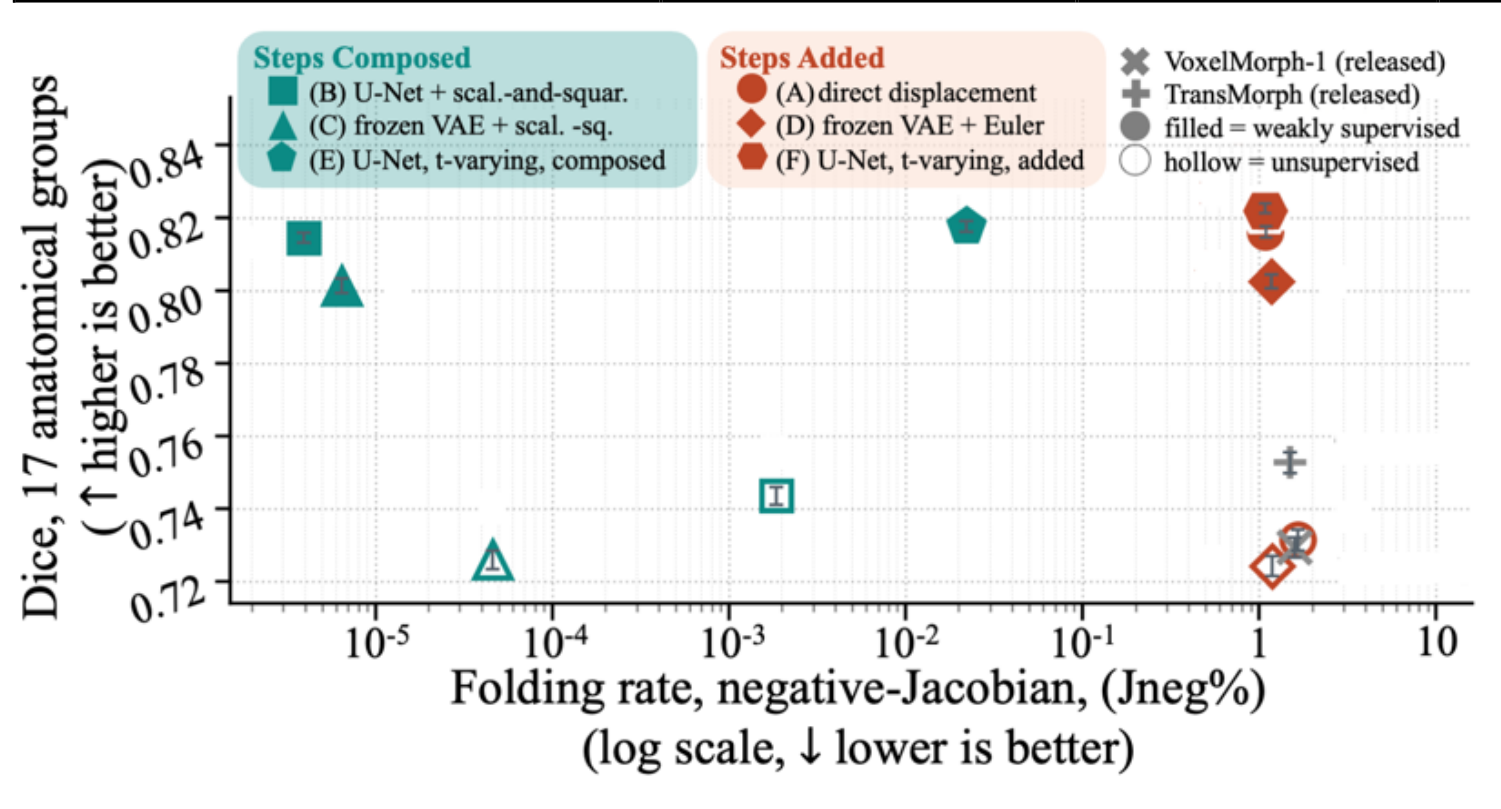 Steps Composed
(B) U-Net + scal.-and-squar.
(C) frozen VAE + scal. -sq.
(E) U-Net, t-varying, composed
Steps Added
(A) direct displacement
(D) frozen VAE + Euler
(F) U-Net, t-varying, added
VoxelMorph-1 (released)
TransMorph (released)
filled = weakly supervised
hollow = unsupervised
Dice, 17 anatomical groups
(↑ higher is better)
0.84
0.82
0.80
0.78
0.76
0.74
0.72
10⁻⁵ 10⁻⁴ 10⁻³ 10⁻² 10⁻¹ 1 10
Folding rate, negative-Jacobian, (Jneg%)
(log scale, ↓ lower is better)